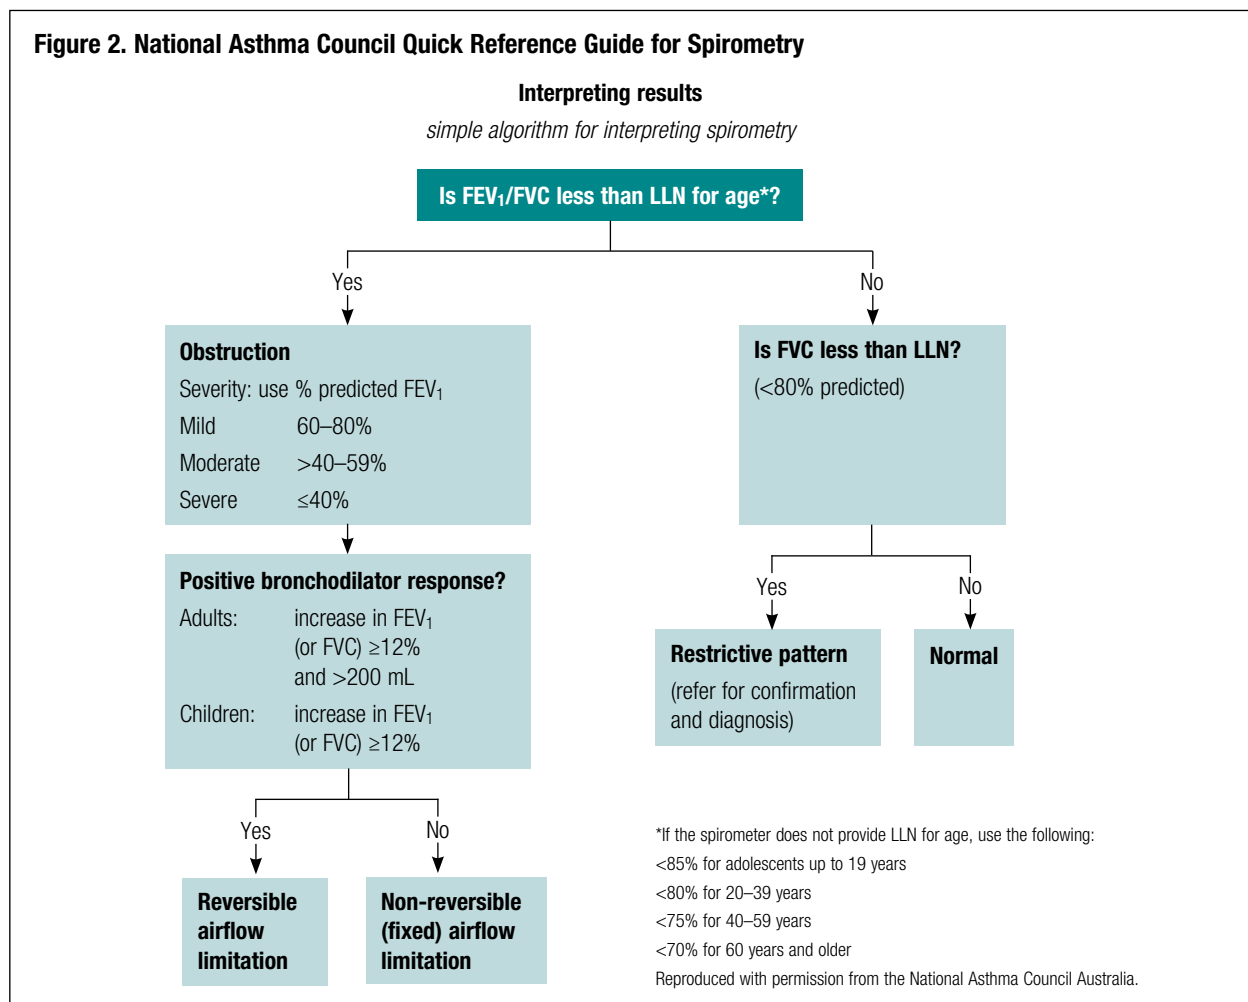 Figure 2. National Asthma Council Quick Reference Guide for Spirometry
Interpreting results
simple algorithm for interpreting spirometry
Is FEV₁/FVC less than LLN for age*?
Yes
No
Obstruction
Severity: use % predicted FEV₁
Mild 60–80%
Moderate >40–59%
Severe ≤40%
Is FVC less than LLN?
(<80% predicted)
Positive bronchodilator response?
Adults: increase in FEV₁
(or FVC) ≥12%
and >200 mL
Children: increase in FEV₁
(or FVC) ≥12%
Yes
No
Restrictive pattern
(refer for confirmation
and diagnosis)
Normal
Yes
No
Reversible
airflow
limitation
Non-reversible
(fixed) airflow
limitation
*If the spirometer does not provide LLN for age, use the following:
<85% for adolescents up to 19 years
<80% for 20–39 years
<75% for 40–59 years
<70% for 60 years and older
Reproduced with permission from the National Asthma Council Australia.